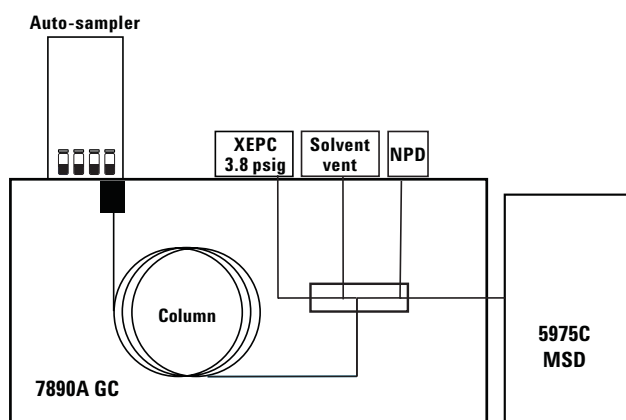 Auto-sampler
XEPC
3.8 psig
Solvent
vent
NPD
Column
5975C
MSD
7890A GC